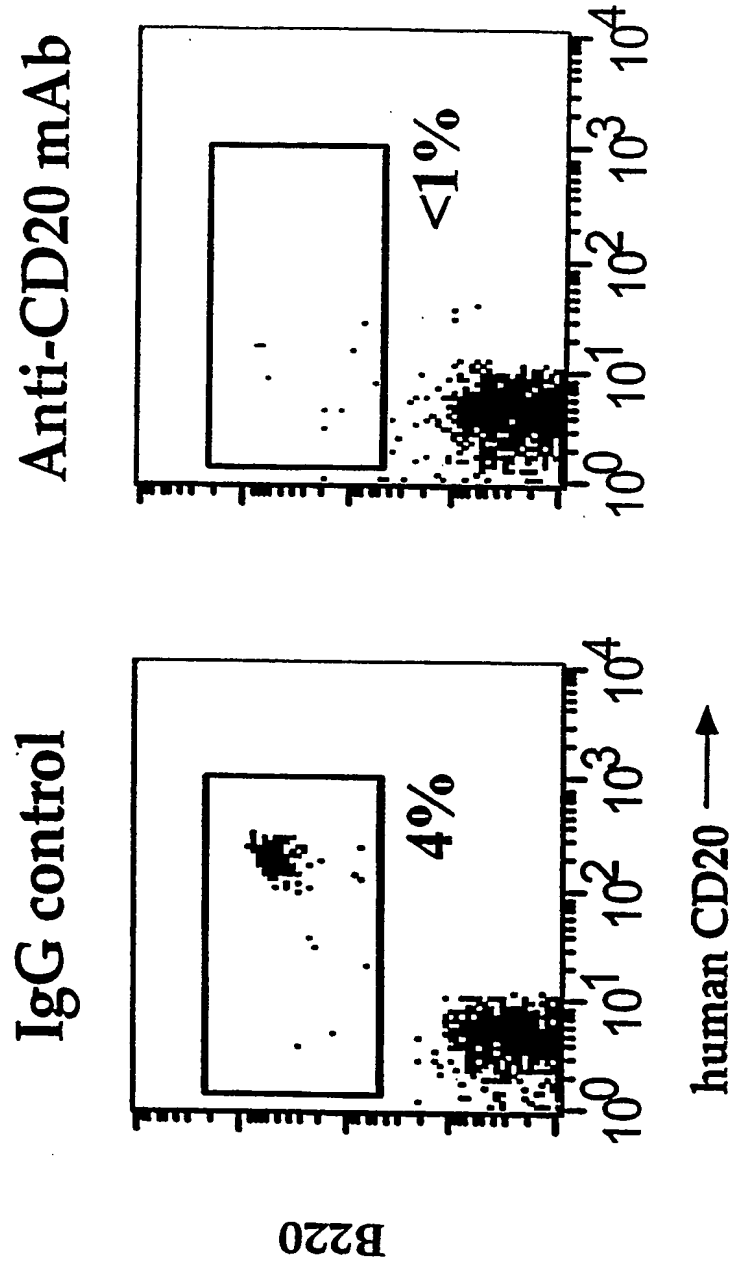 IgG control
Anti-CD20 mAb
B220
4%
<1%
10⁰ 10¹ 10² 10³ 10⁴
10⁰ 10¹ 10² 10³ 10⁴
human CD20